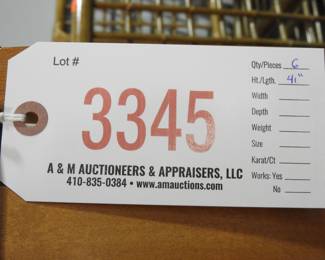 Lot #
3345
A & M AUCTIONEERS & APPRAISERS, LLC
410-835-0384 • www.amauctions.com
Qty/Pieces 6
Ht./Lgth. 41"
Width
Depth
Weight
Size
Karat/Ct
Works: Yes
No